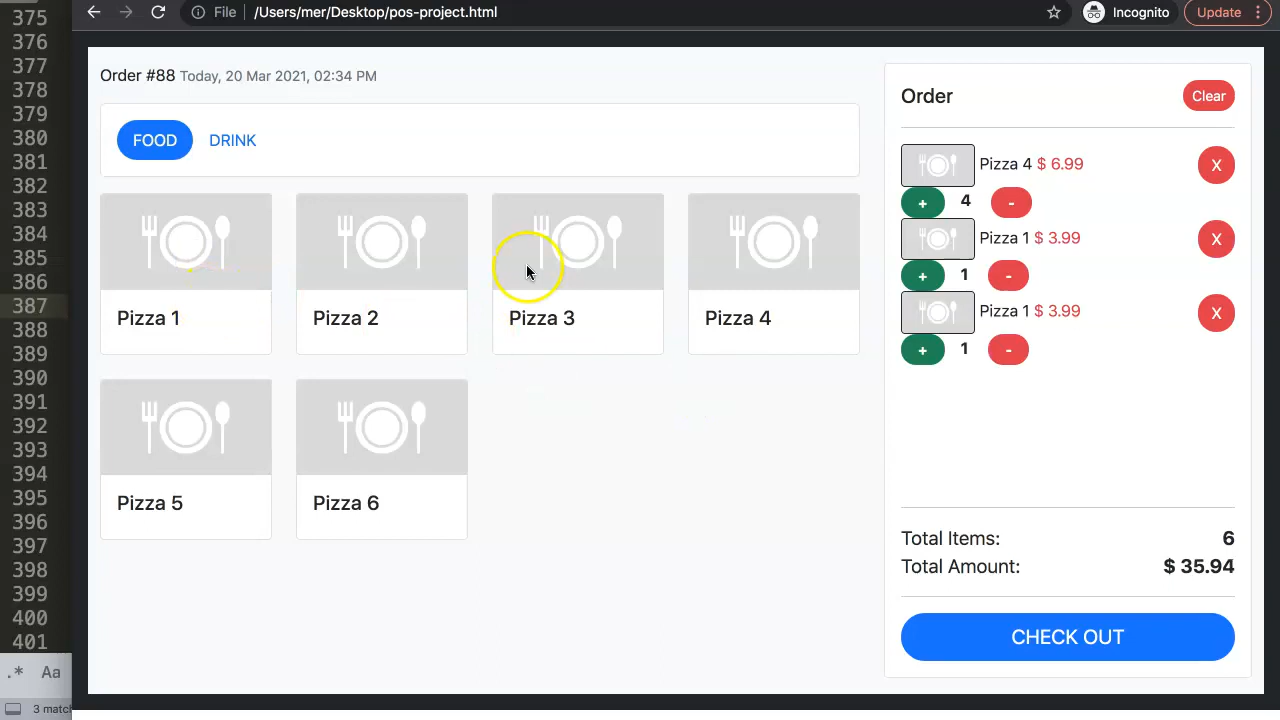 375
376
377
378
379
380
381
382
383
384
385
386
387
388
389
390
391
392
393
394
395
396
397
398
399
400
401
.* Aa
3 matc
File /Users/mer/Desktop/pos-project.html
Incognito
Update
Order #88 Today, 20 Mar 2021, 02:34 PM
FOOD DRINK
Pizza 1
Pizza 2
Pizza 3
Pizza 4
Pizza 5
Pizza 6
Order
Clear
Pizza 4 $ 6.99 X
+ 4 -
Pizza 1 $ 3.99 X
+ 1 -
Pizza 1 $ 3.99 X
+ 1 -
Total Items: 6
Total Amount: $ 35.94
CHECK OUT